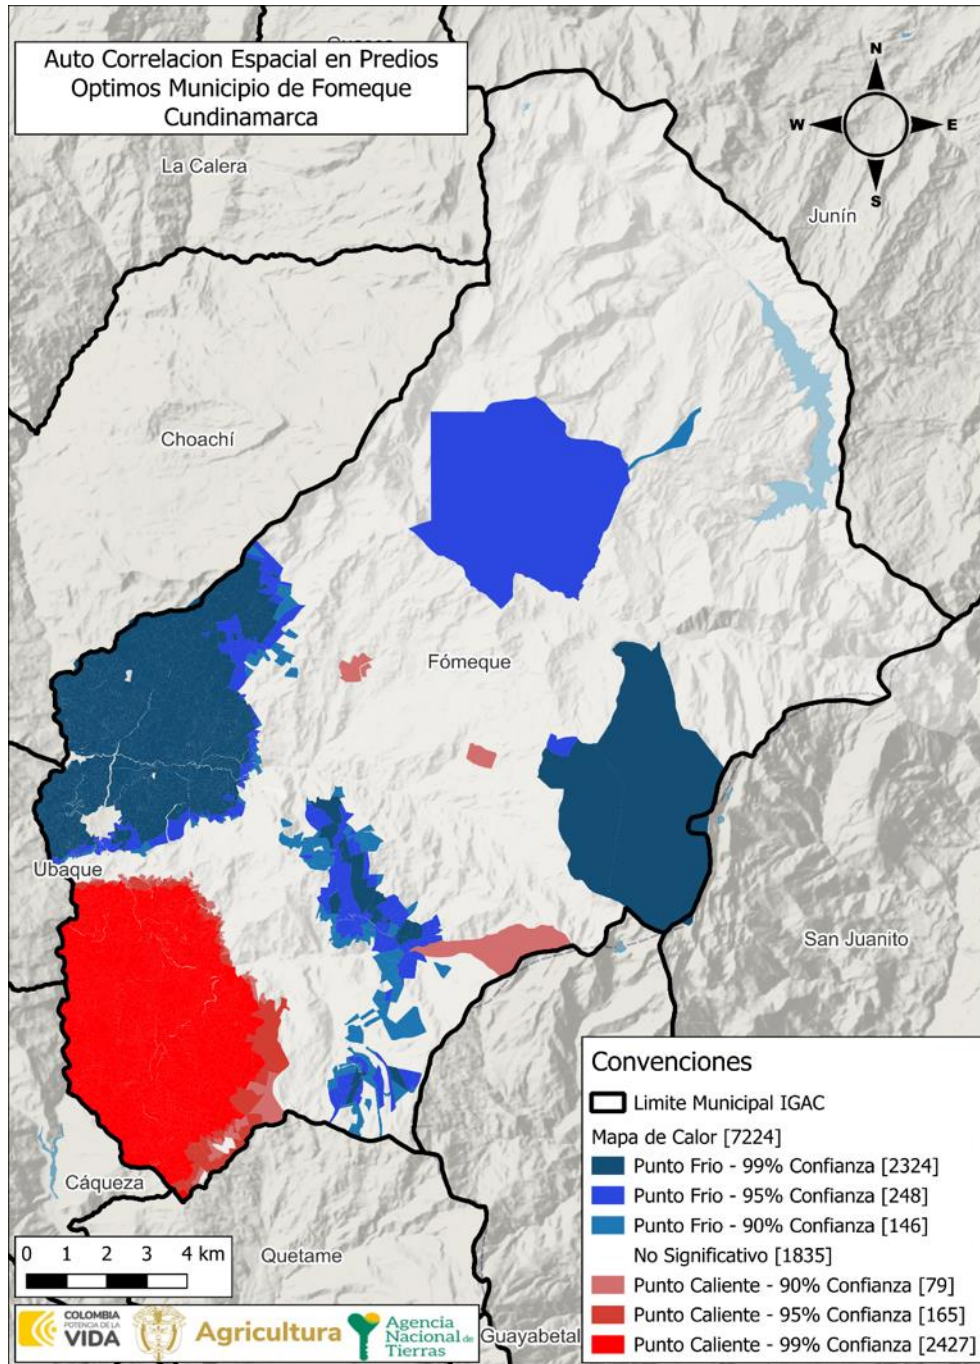 Auto Correlacion Espacial en Predios
Optimos Municipio de Fomeque
Cundinamarca
N
W
E
S
La Calera
Junín
Choachí
Fómeque
Ubaque
San Juanito
Cáqueza
Quetame
Guayabetal
0 1 2 3 4 km
Convenciones
Limite Municipal IGAC
Mapa de Calor [7224]
Punto Frio - 99% Confianza [2324]
Punto Frio - 95% Confianza [248]
Punto Frio - 90% Confianza [146]
No Significativo [1835]
Punto Caliente - 90% Confianza [79]
Punto Caliente - 95% Confianza [165]
Punto Caliente - 99% Confianza [2427]
COLOMBIA
POTENCIA DE LA
VIDA
Agricultura
Agencia
Nacional de
Tierras